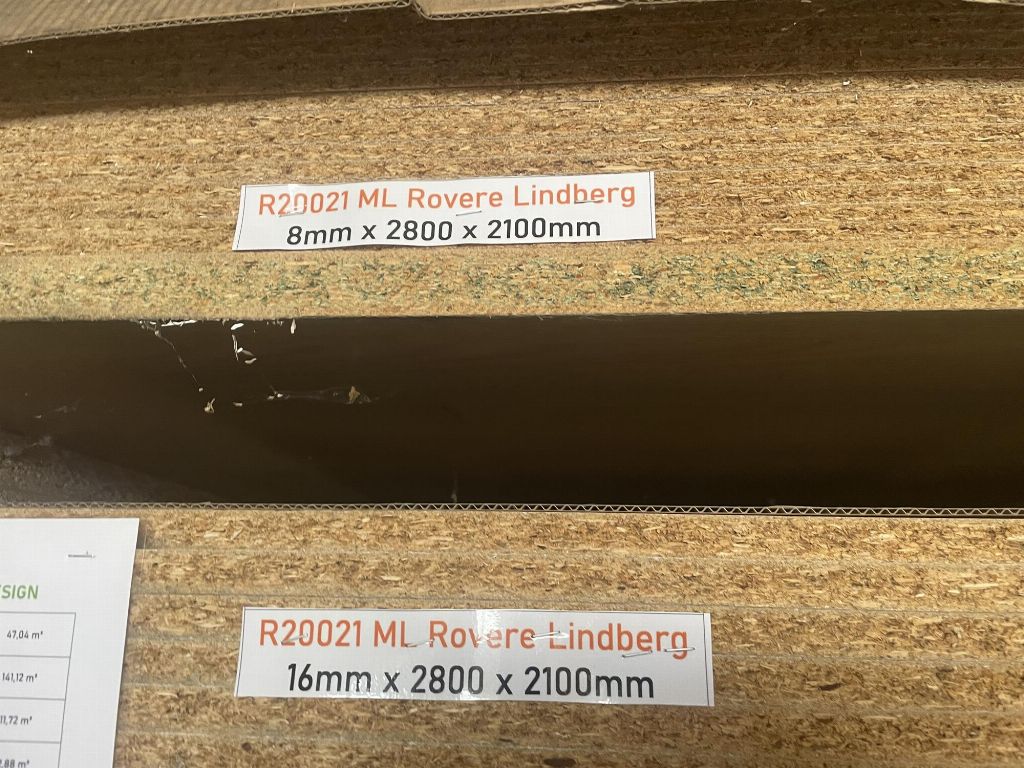 R20021 ML Rovere Lindberg
8mm x 2800 x 2100mm
R20021 ML Rovere Lindberg
16mm x 2800 x 2100mm
47,04 m²
141,12 m²